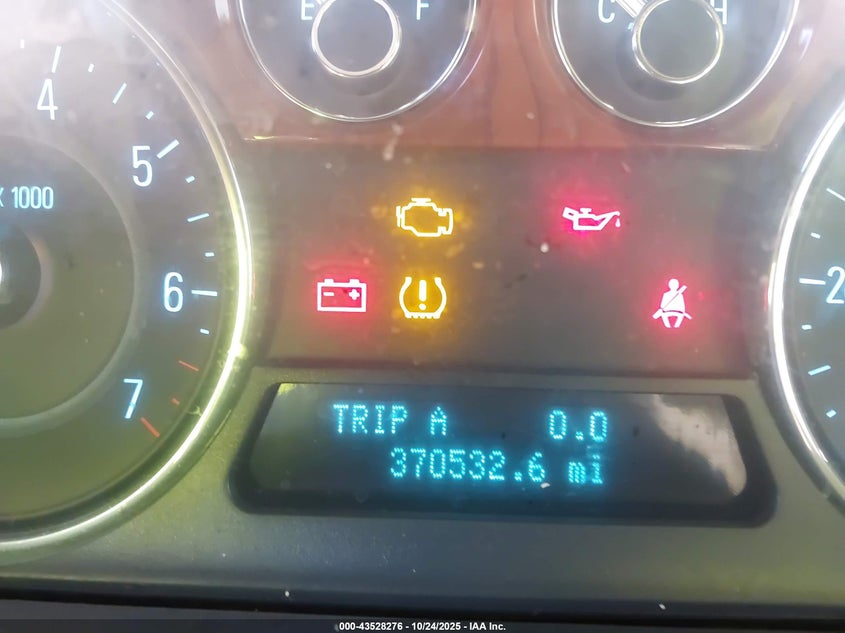 E F
C H
4
5
X 1000
6
7
2
TRIP A 0.0
370532.6 mi
000-43528276 - 10/24/2025 - IAA Inc.